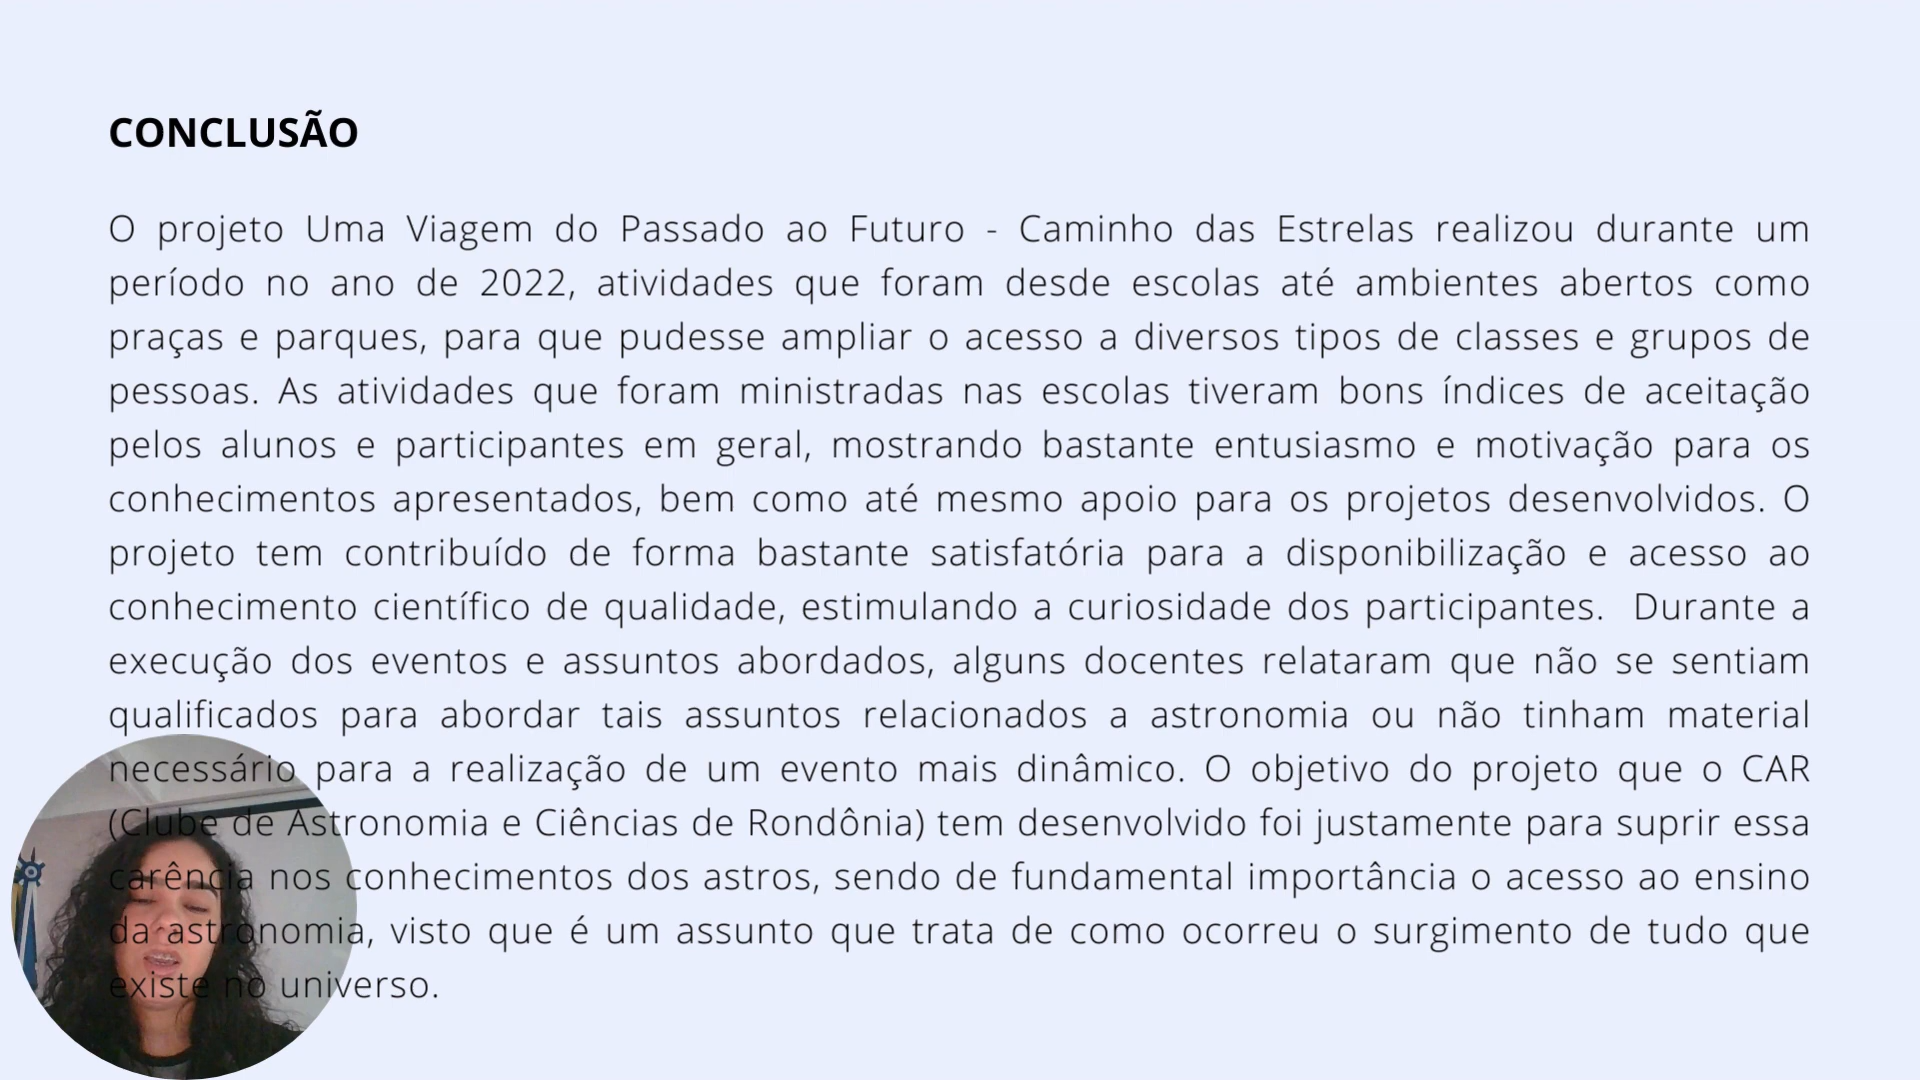 CONCLUSÃO
O projeto Uma Viagem do Passado ao Futuro - Caminho das Estrelas realizou durante um
período no ano de 2022, atividades que foram desde escolas até ambientes abertos como
praças e parques, para que pudesse ampliar o acesso a diversos tipos de classes e grupos de
pessoas. As atividades que foram ministradas nas escolas tiveram bons índices de aceitação
pelos alunos e participantes em geral, mostrando bastante entusiasmo e motivação para os
conhecimentos apresentados, bem como até mesmo apoio para os projetos desenvolvidos. O
projeto tem contribuído de forma bastante satisfatória para a disponibilização e acesso ao
conhecimento científico de qualidade, estimulando a curiosidade dos participantes.  Durante a
execução dos eventos e assuntos abordados, alguns docentes relataram que não se sentiam
qualificados para abordar tais assuntos relacionados a astronomia ou não tinham material
necessário para a realização de um evento mais dinâmico. O objetivo do projeto que o CAR
(Clube de Astronomia e Ciências de Rondônia) tem desenvolvido foi justamente para suprir essa
carência nos conhecimentos dos astros, sendo de fundamental importância o acesso ao ensino
da astronomia, visto que é um assunto que trata de como ocorreu o surgimento de tudo que
existe no universo.